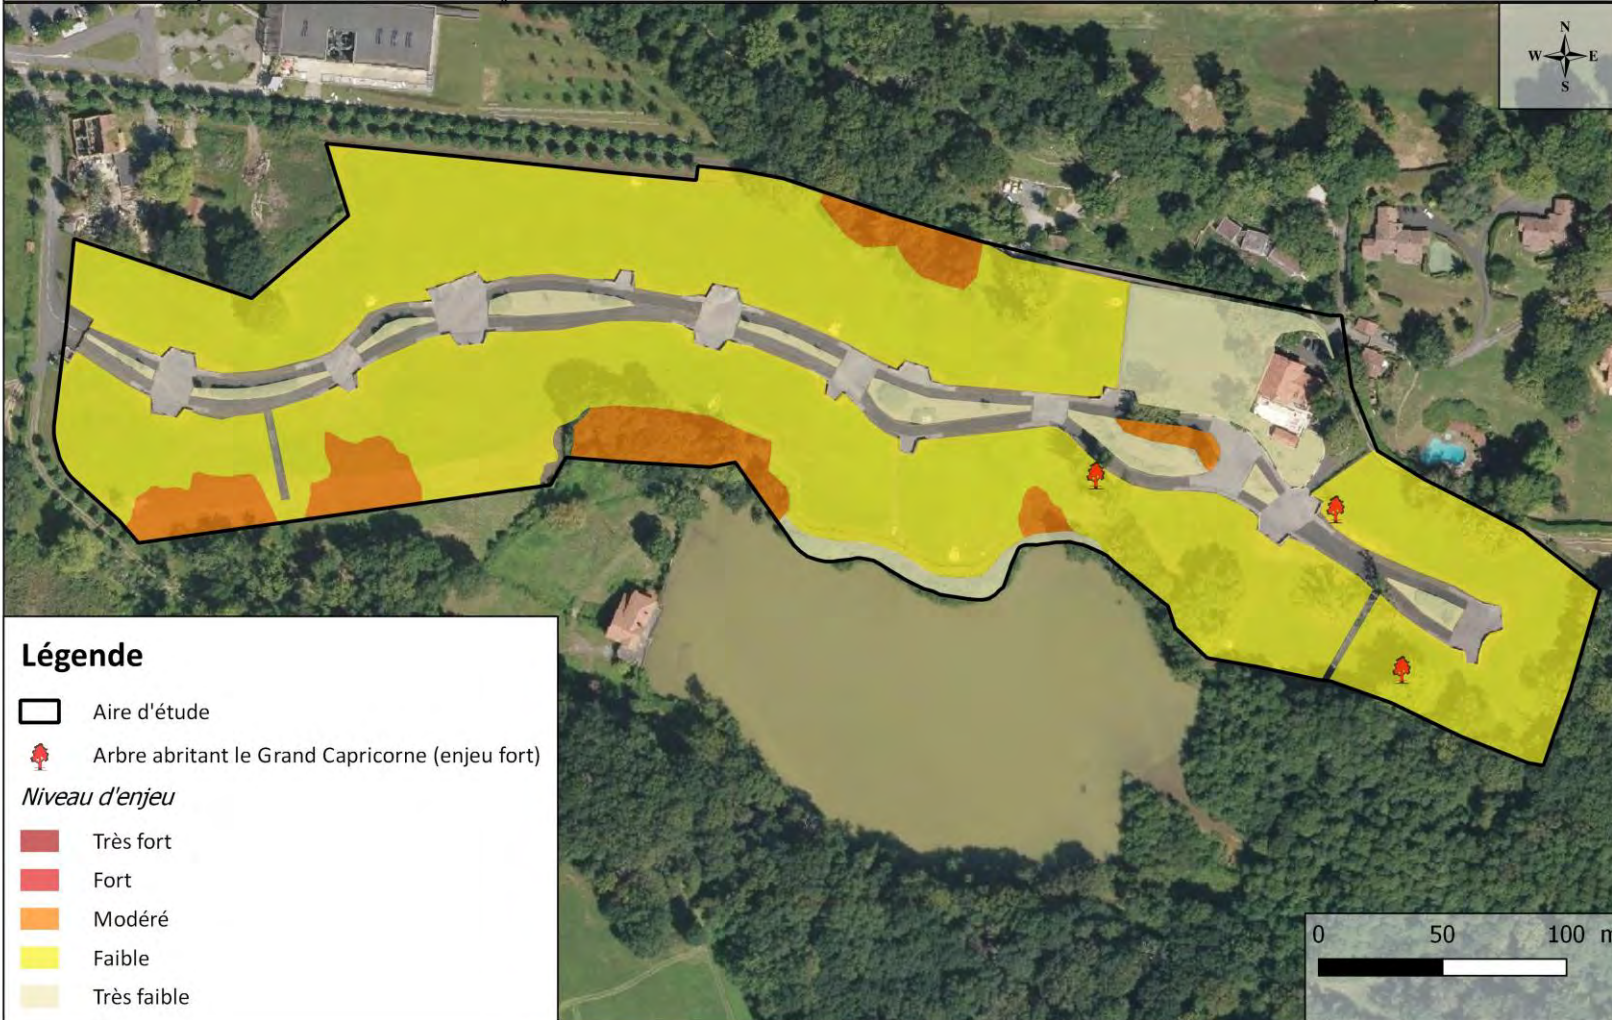 N
W E
S
Légende
Aire d'étude
Arbre abritant le Grand Capricorne (enjeu fort)
Niveau d'enjeu
Très fort
Fort
Modéré
Faible
Très faible
0 50 100 m